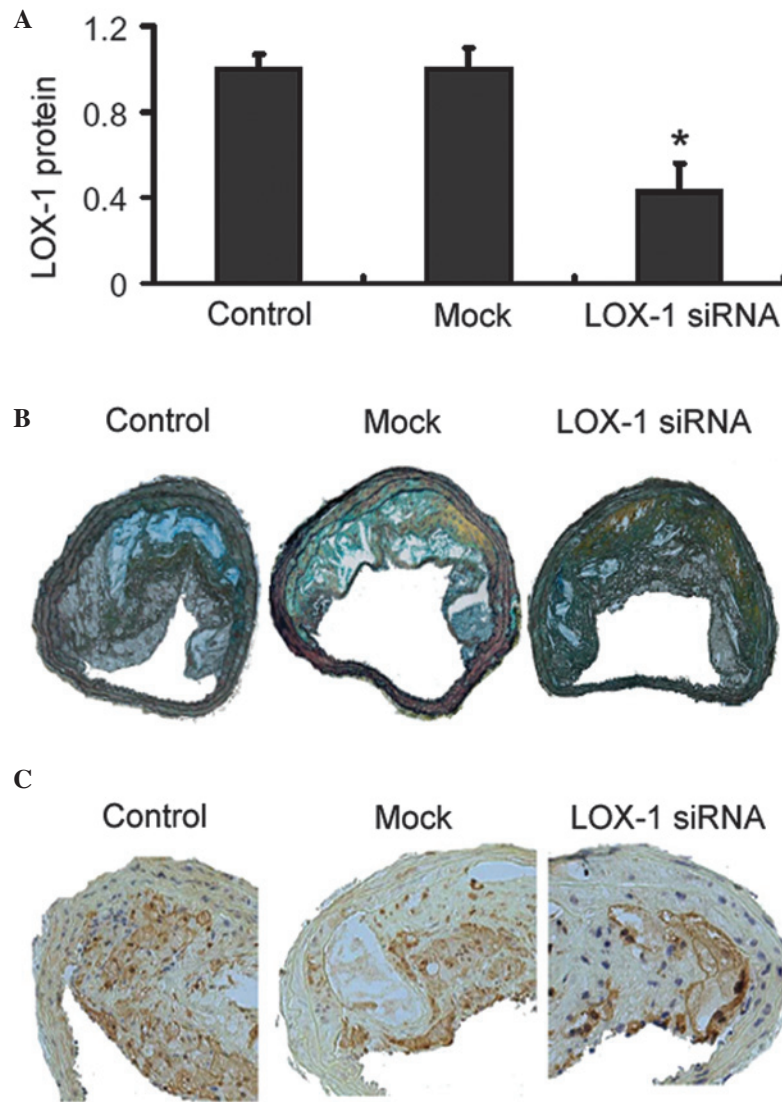 A
LOX-1 protein
1.2
0.8
0.4
0
*
Control Mock LOX-1 siRNA
B
Control Mock LOX-1 siRNA
C
Control Mock LOX-1 siRNA